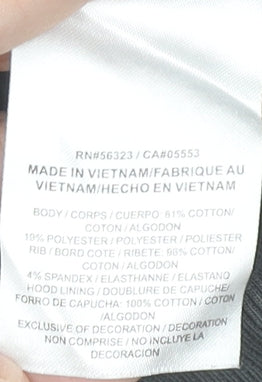 RN#56323 / CA#05553
MADE IN VIETNAM/FABRIQUE AU
VIETNAM/HECHO EN VIETNAM
BODY / CORPS / CUERPO: 81% COTTON/
COTON / ALGODON
19% POLYESTER / POLYESTER / POLIESTER
RIB / BORD COTE / RIBETE: 96% COTTON/
COTON / ALGODON
4% SPANDEX / ELASTHANNE / ELASTANO
HOOD LINING / DOUBLURE DE CAPUCHE/
FORRO DE CAPUCHA: 100% COTTON / COTON
/ALGODON
EXCLUSIVE OF DECORATION / DECORATION
NON COMPRISE / NO INCLUYE LA
DECORACION